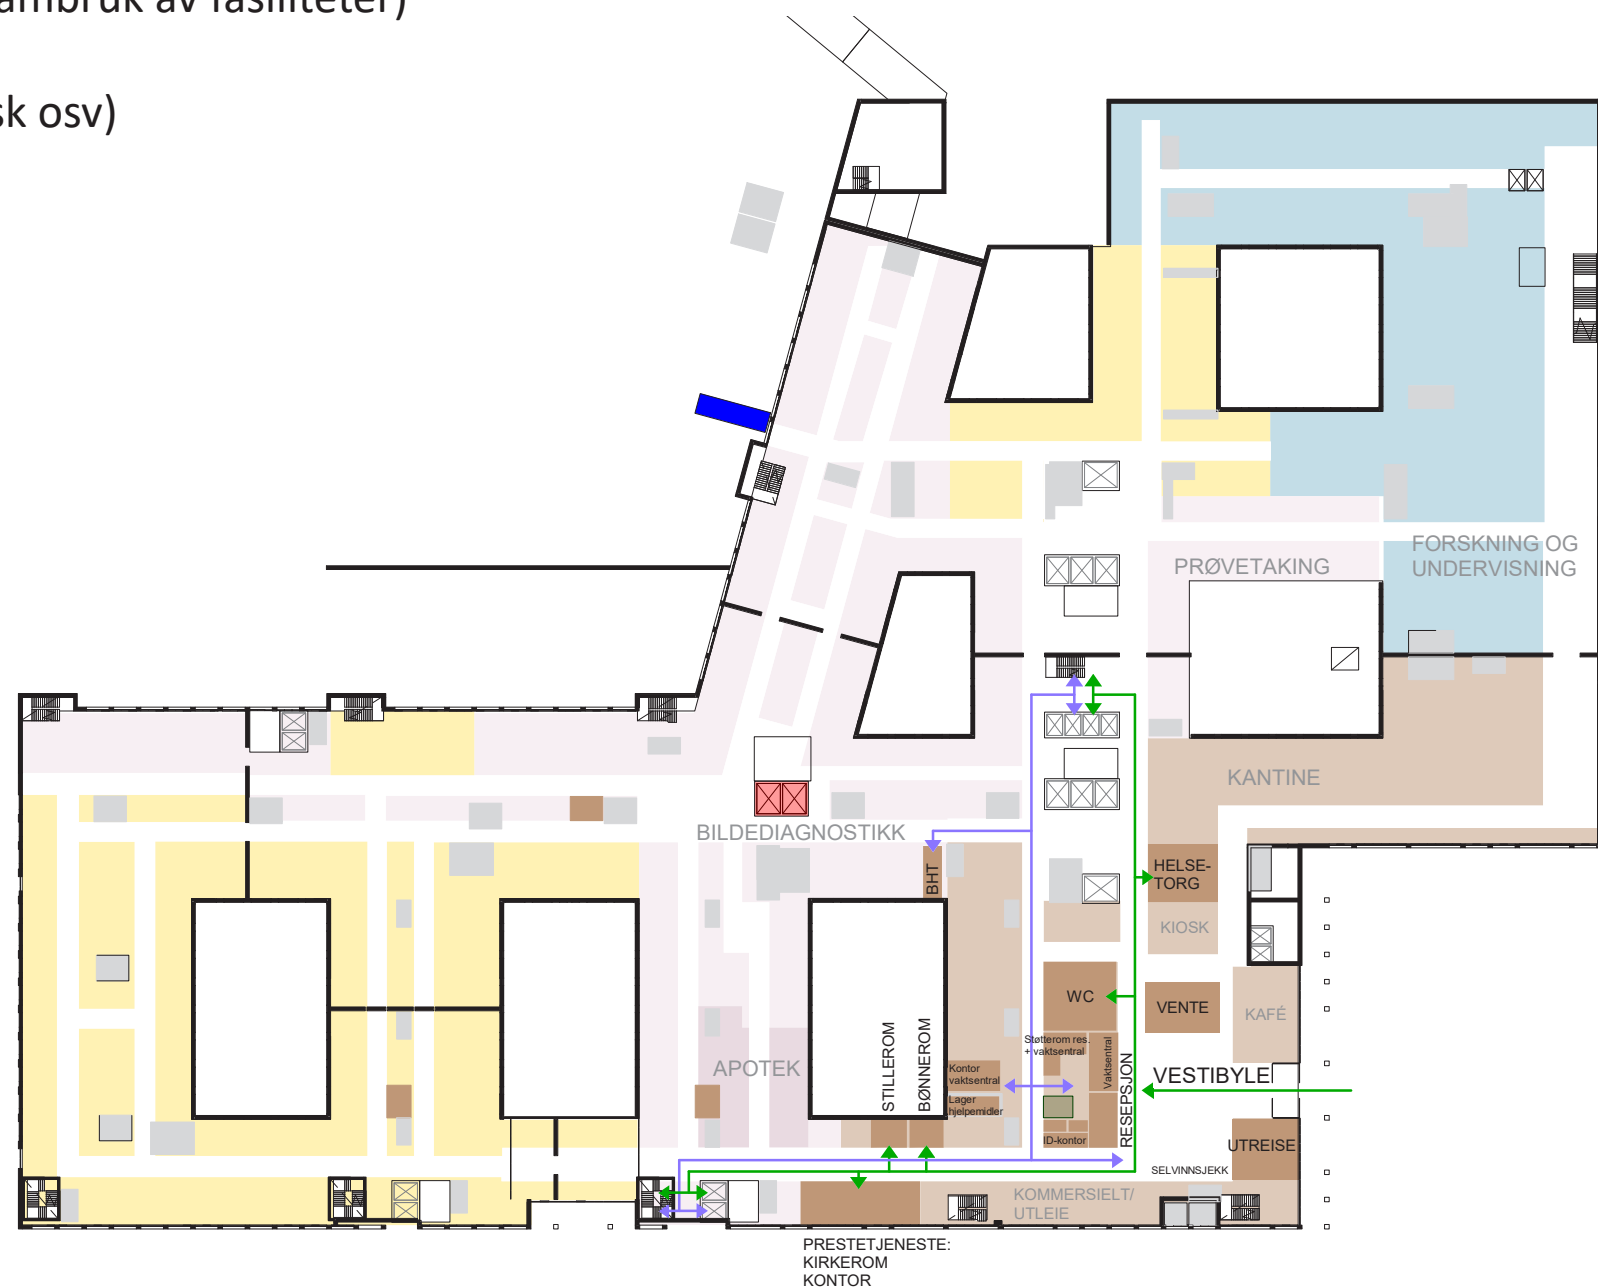 ambruk av fasiliteter)
sk osv)
FORSKNING OG
UNDERVISNING
PRØVETAKING
KANTINE
BILDEDIAGNOSTIKK
BHT
HELSE-
TORG
KIOSK
WC
VENTE
KAFÉ
STILLEROM
BØNNEROM
Støtterom res.
+ vaktsentral
Vaktsentral
Kontor
vaktsentral
APOTEK
RESEPSJON
VESTIBYLE
Lager
hjelpemidler
ID-kontor
UTREISE
SELVINNSJEKK
KOMMERSIELT/
UTLEIE
PRESTETJENESTE:
KIRKEROM
KONTOR